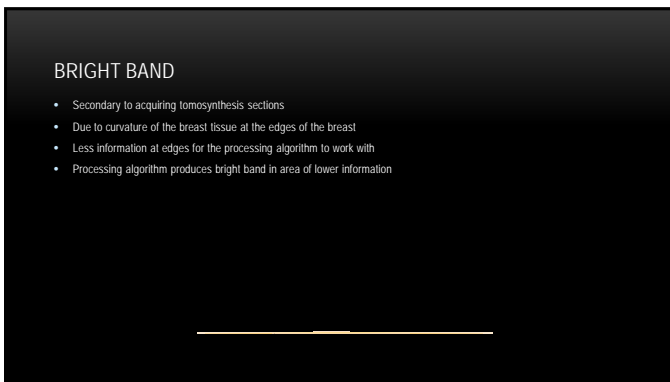 BRIGHT BAND
• Secondary to acquiring tomosynthesis sections
• Due to curvature of the breast tissue at the edges of the breast
• Less information at edges for the processing algorithm to work with
• Processing algorithm produces bright band in area of lower information